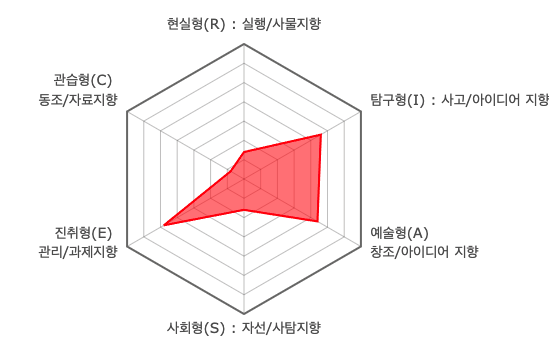 현실형(R) : 실행/사물지향
관습형(C)
동조/자료지향
탐구형(I) : 사고/아이디어 지향
진취형(E)
관리/과제지향
예술형(A)
창조/아이디어 지향
사회형(S) : 자선/사탐지향